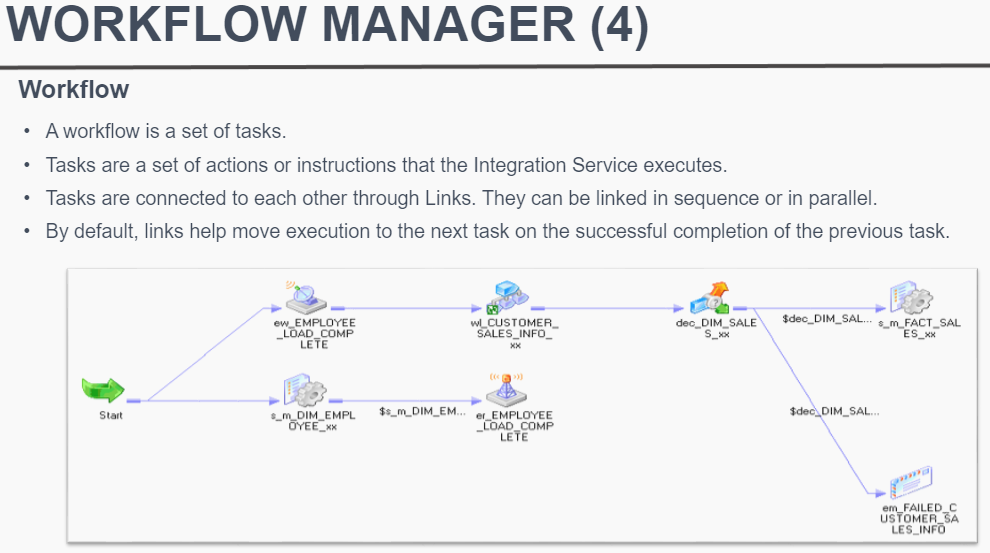 WORKFLOW MANAGER (4)
Workflow
• A workflow is a set of tasks.
• Tasks are a set of actions or instructions that the Integration Service executes.
• Tasks are connected to each other through Links. They can be linked in sequence or in parallel.
• By default, links help move execution to the next task on the successful completion of the previous task.
ew_EMPLOYEE
_LOAD_COMP
LETE
wl_CUSTOMER_
SALES_INFO_
xx
dec_DIM_SALE
S_xx
$dec_DIM_SAL...
s_m_FACT_SAL
ES_xx
Start
s_m_DIM_EMPL
OYEE_xx
$s_m_DIM_EM...
er_EMPLOYEE
_LOAD_COMP
LETE
$dec_DIM_SAL...
em_FAILED_C
USTOMER_SA
LES_INFO